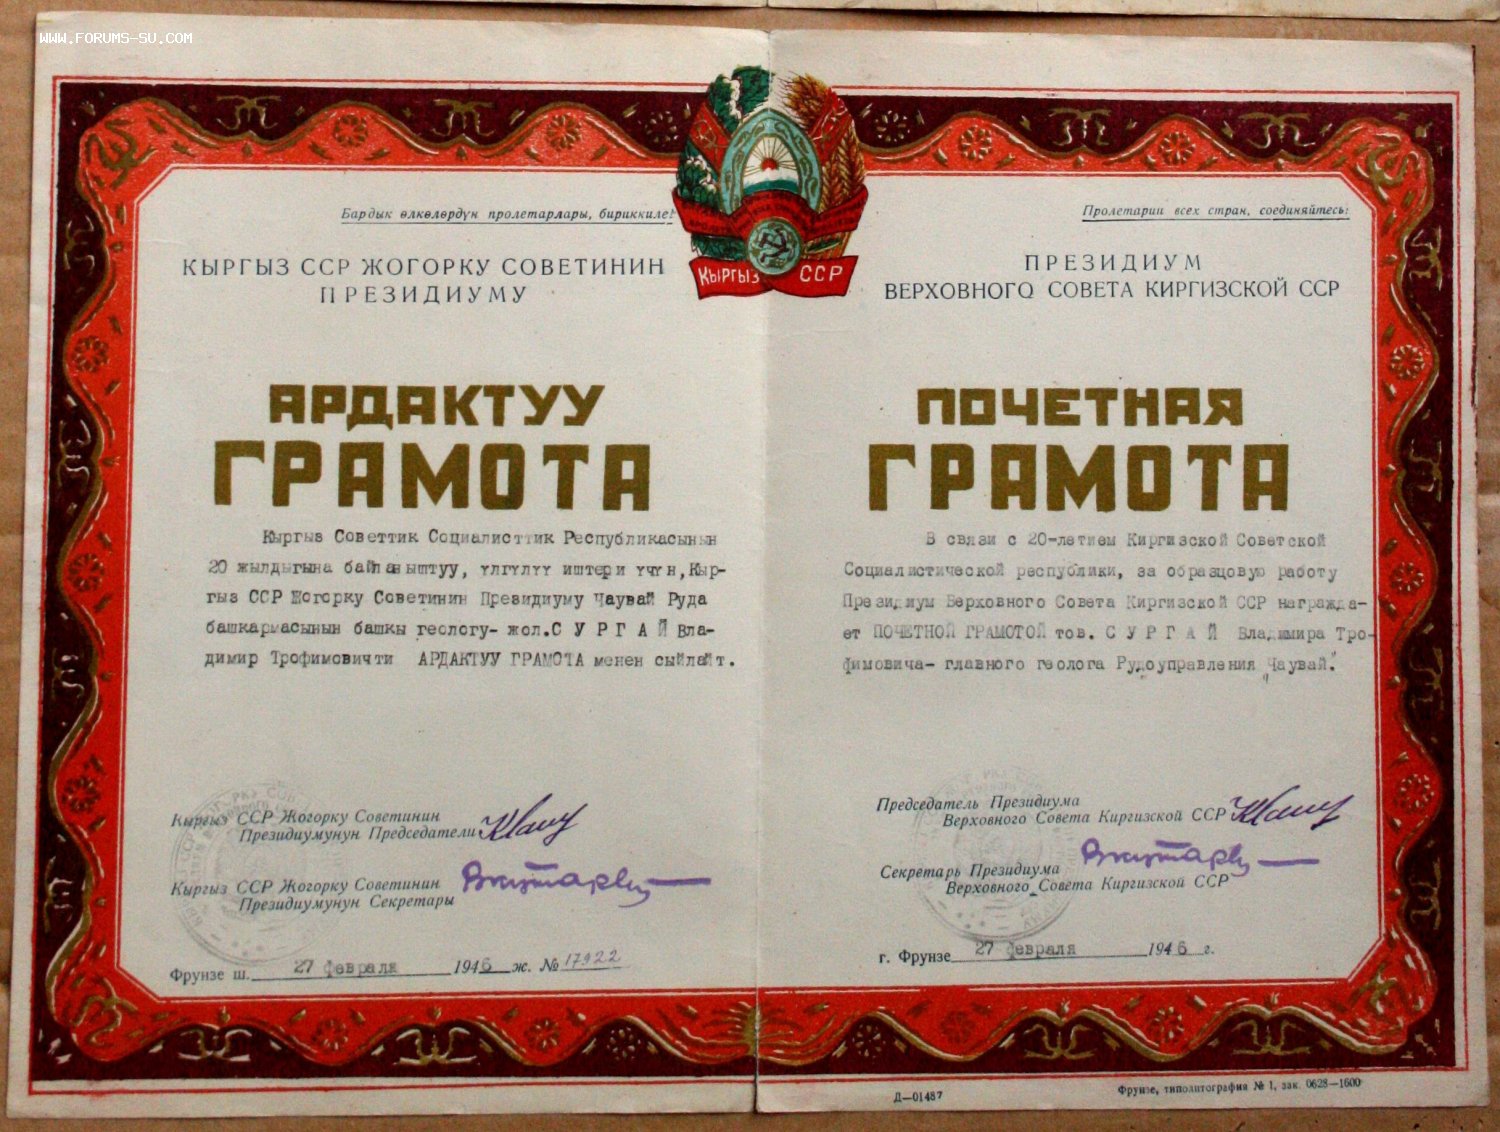 WWW.FORUMS-SU.COM
Бардык өлкөлөрдүн пролетарлары, бириккиле!
КЫРГЫЗ ССР ЖОГОРКУ СОВЕТИНИН
ПРЕЗИДИУМУ
АРДАКТУУ
ГРАМОТА
Кыргыз Советтик Социалисттик Республикасынын
20 жылдыгына байланыштуу, үлгүлүү иштери үчүн, Кыр-
гыз ССР Жогорку Советинин Президиуму Чаувай Руда
башкармасынын башкы геологу- жол. С У Р Г А Й Вла-
димир Трофимовичти АРДАКТУУ ГРАМОТА менен сыйлайт.
Кыргыз ССР Жогорку Советинин
Президиумунун Председатели
Кыргыз ССР Жогорку Советинин
Президиумунун Секретары
Фрунзе ш. 27 февраля 1946 ж. № 17922
КЫРГЫЗ ССР
Пролетарии всех стран, соединяйтесь!
ПРЕЗИДИУМ
ВЕРХОВНОГО СОВЕТА КИРГИЗСКОЙ ССР
ПОЧЕТНАЯ
ГРАМОТА
В связи с 20-летием Киргизской Советской
Социалистической республики, за образцовую работу
Президиум Верховного Совета Киргизской ССР награжда-
ет ПОЧЕТНОЙ ГРАМОТОЙ тов. С У Р Г А Й Владимира Тро-
фимовича- главного геолога Рудоуправления "Чаувай."
Председатель Президиума
Верховного Совета Киргизской ССР
Секретарь Президиума
Верховного Совета Киргизской ССР
г. Фрунзе 27 февраля 1946 г.
Д—01487
Фрунзе, типолитография № 1, зак. 0628—1600